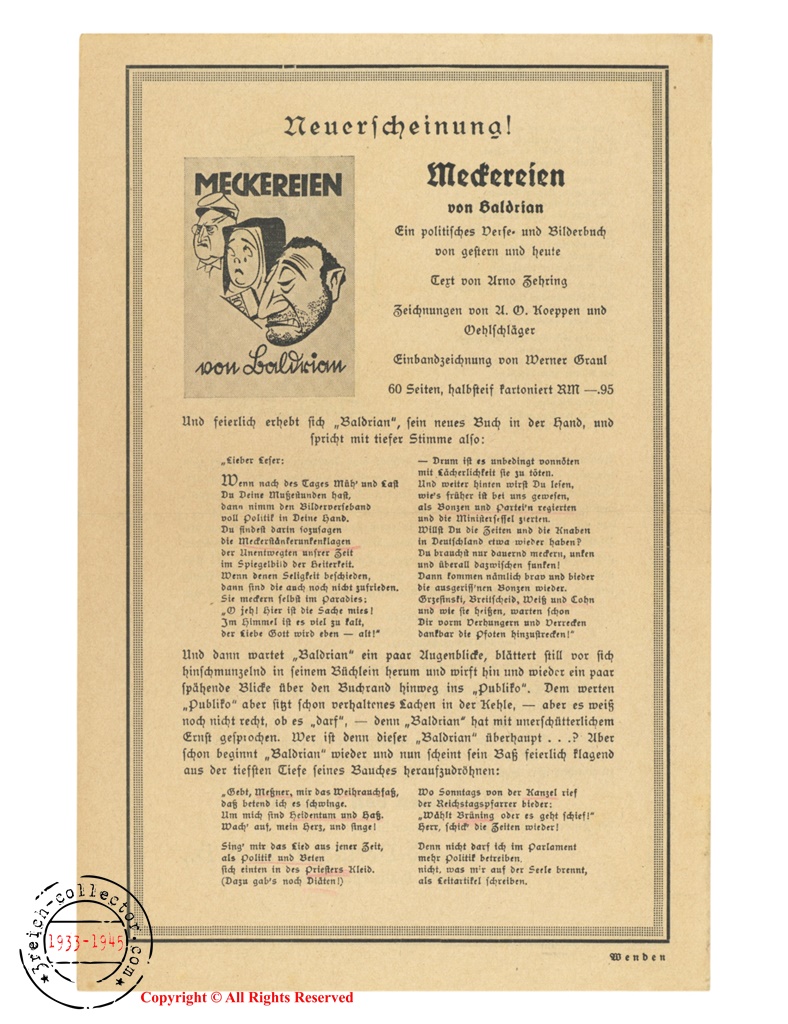 Neuerscheinung!
MECKEREIEN
von Baldrian
Meckereien
von Baldrian
Ein politisches Verse- und Bilderbuch
von gestern und heute
Text von Arno Zehring
Zeichnungen von A. O. Koeppen und
Oehlschläger
Einbandzeichnung von Werner Graul
60 Seiten, halbsteif kartoniert RM —.95
Und feierlich erhebt sich „Baldrian“, sein neues Buch in der Hand, und
spricht mit tiefer Stimme also:
„Lieber Leser:
Wenn nach des Tages Müh' und Last
Du Deine Mußestunden hast,
dann nimm den Bilderverseband
voll Politik in Deine Hand.
Du findest darin sozusagen
die Meckerstänkerunkenklagen
der Unentwegten unsrer Zeit
im Spiegelbild der Heiterkeit.
Wenn denen Seligkeit beschieden,
dann sind die auch noch nicht zufrieden.
Sie meckern selbst im Paradies:
„O jeh! Hier ist die Sache mies!
Im Himmel ist es viel zu kalt,
der Liebe Gott wird eben — alt!“
— Drum ist es unbedingt vonnöten
mit Lächerlichkeit sie zu töten.
Und weiter hinten wirst Du lesen,
wie's früher ist bei uns gewesen,
als Bonzen und Partei'n regierten
und die Ministersessel zierten.
Willst Du die Zeiten und die Knaben
in Deutschland etwa wieder haben?
Du brauchst nur dauernd meckern, unken
und überall dazwischen funken!
Dann kommen nämlich brav und bieder
die ausgeriss'nen Bonzen wieder.
Grzesinski, Breitscheid, Weiß und Cohn
und wie sie heißen, warten schon
Dir vorm Verhungern und Verrecken
dankbar die Pfoten hinzustrecken!“
Und dann wartet „Baldrian“ ein paar Augenblicke, blättert still vor sich
hinschmunzelnd in seinem Büchlein herum und wirft hin und wieder ein paar
spähende Blicke über den Buchrand hinweg ins „Publiko“. Dem werten
„Publiko“ aber sitzt schon verhaltenes Lachen in der Kehle, — aber es weiß
noch nicht recht, ob es „darf“, — denn „Baldrian“ hat mit unerschütterlichem
Ernst gesprochen. Wer ist denn dieser „Baldrian“ überhaupt . . .? Aber
schon beginnt „Baldrian“ wieder und nun scheint sein Baß feierlich klagend
aus der tiefsten Tiefe seines Bauches heraufzudröhnen:
„Gebt, Meßner, mir das Weihrauchfaß,
daß betend ich es schwinge.
Um mich sind Heidentum und Haß.
Wach' auf, mein Herz, und singe!
Sing' mir das Lied aus jener Zeit,
als Politik und Beten
sich einten in des Priesters Kleid.
(Dazu gab's noch Diäten!)
Wo Sonntags von der Kanzel rief
der Reichstagspfarrer bieder:
„Wählt Brüning oder es geht schief!“
Herr, schick' die Zeiten wieder!
Denn nicht darf ich im Parlament
mehr Politik betreiben,
nicht, was m'r auf der Seele brennt,
als Leitartikel schreiben.
Wenden
3reich-collector.com
1933-1945
Copyright © All Rights Reserved